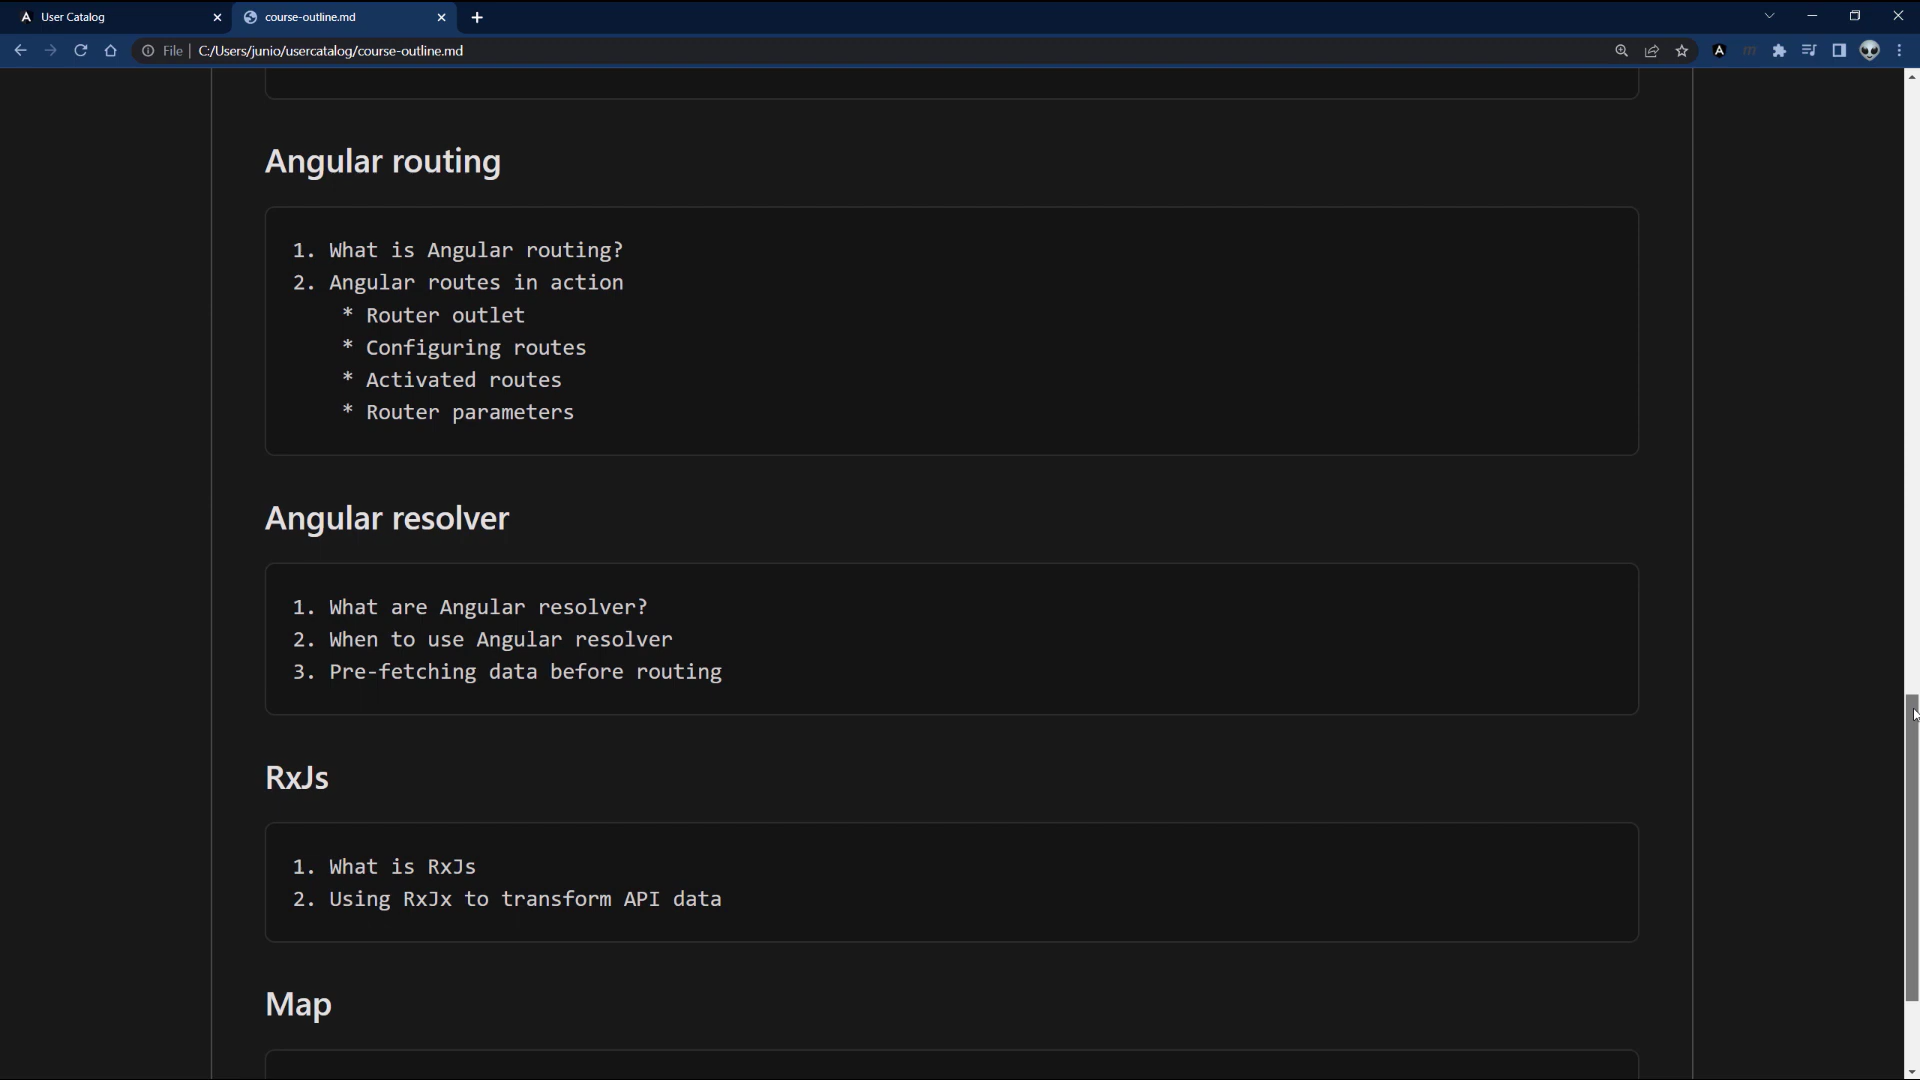 User Catalog
course-outline.md
File
C:/Users/junio/usercatalog/course-outline.md
Angular routing
1. What is Angular routing?
2. Angular routes in action
* Router outlet
* Configuring routes
* Activated routes
* Router parameters
Angular resolver
1. What are Angular resolver?
2. When to use Angular resolver
3. Pre-fetching data before routing
RxJs
1. What is RxJs
2. Using RxJx to transform API data
Map